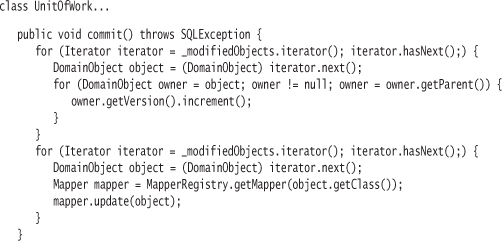 class UnitOfWork...
public void commit() throws SQLException {
for (Iterator iterator = _modifiedObjects.iterator(); iterator.hasNext();) {
DomainObject object = (DomainObject) iterator.next();
for (DomainObject owner = object; owner != null; owner = owner.getParent()) {
owner.getVersion().increment();
}
}
for (Iterator iterator = _modifiedObjects.iterator(); iterator.hasNext();) {
DomainObject object = (DomainObject) iterator.next();
Mapper mapper = MapperRegistry.getMapper(object.getClass());
mapper.update(object);
}
}